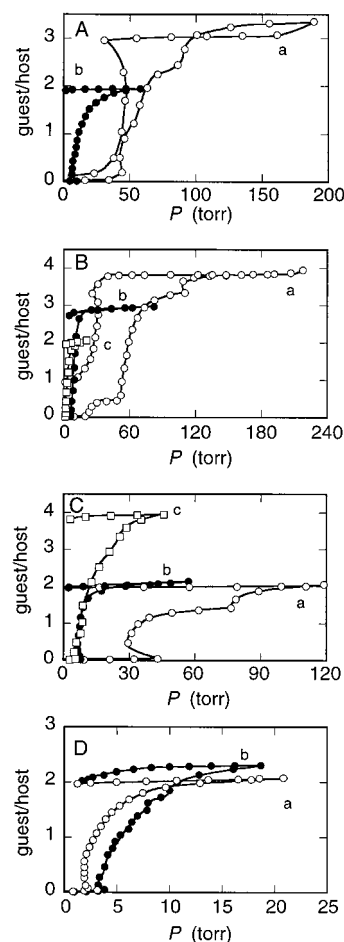 A
guest/host
3
2
1
0
b
a
0 50 100 150 200
P (torr)
B
guest/host
4
3
2
1
0
b
a
c
0 60 120 180 240
P (torr)
C
guest/host
4
3
2
1
0
c
b
a
0 30 60 90 120
P (torr)
D
guest/host
3
2
1
0
b
a
0 5 10 15 20 25
P (torr)